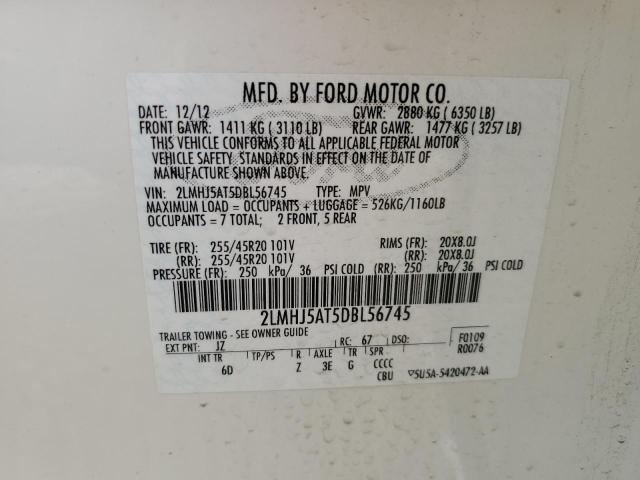 MFD. BY FORD MOTOR CO.
DATE: 12/12 GVWR: 2880 KG ( 6350 LB)
FRONT GAWR: 1411 KG ( 3110 LB) REAR GAWR: 1477 KG ( 3257 LB)
THIS VEHICLE CONFORMS TO ALL APPLICABLE FEDERAL MOTOR
VEHICLE SAFETY STANDARDS IN EFFECT ON THE DATE OF
MANUFACTURE SHOWN ABOVE.
VIN: 2LMHJ5AT5DBL56745 TYPE: MPV
MAXIMUM LOAD = OCCUPANTS + LUGGAGE = 526KG/1160LB
OCCUPANTS = 7 TOTAL; 2 FRONT, 5 REAR
TIRE (FR): 255/45R20 101V RIMS (FR): 20X8.0J
(RR): 255/45R20 101V (RR): 20X8.0J
PRESSURE (FR): 250 kPa/ 36 PSI COLD (RR): 250 kPa/ 36 PSI COLD
2LMHJ5AT5DBL56745
TRAILER TOWING - SEE OWNER GUIDE
EXT PNT: JZ RC: 67 DSO: F0109
R0076
INT TR TP/PS R AXLE TR SPR
6D Z 3E G CCCC
CBU 5U5A-5420472-AA